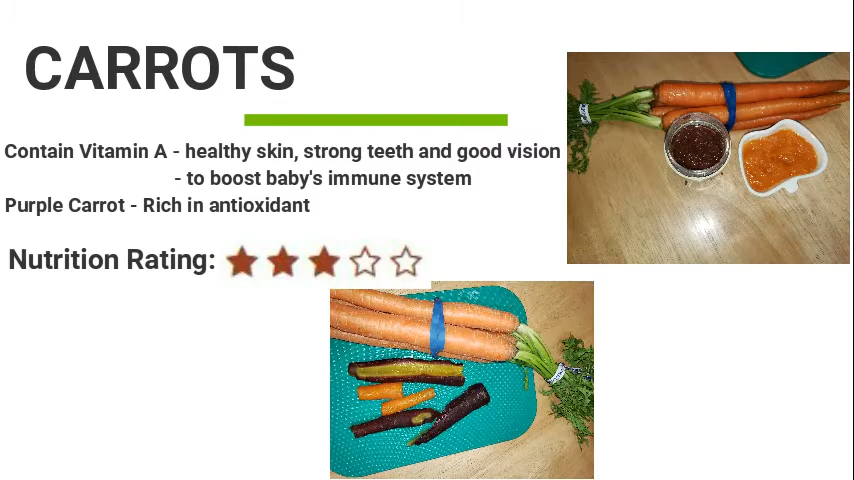 CARROTS
Contain Vitamin A - healthy skin, strong teeth and good vision
- to boost baby's immune system
Purple Carrot - Rich in antioxidant
Nutrition Rating: